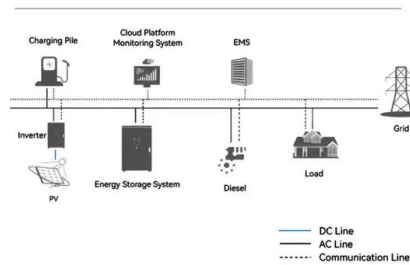 Charging Pile
Cloud Platform
Monitoring System
EMS
Grid
Inverter
PV
Energy Storage System
Diesel
Load
DC Line
AC Line
Communication Line